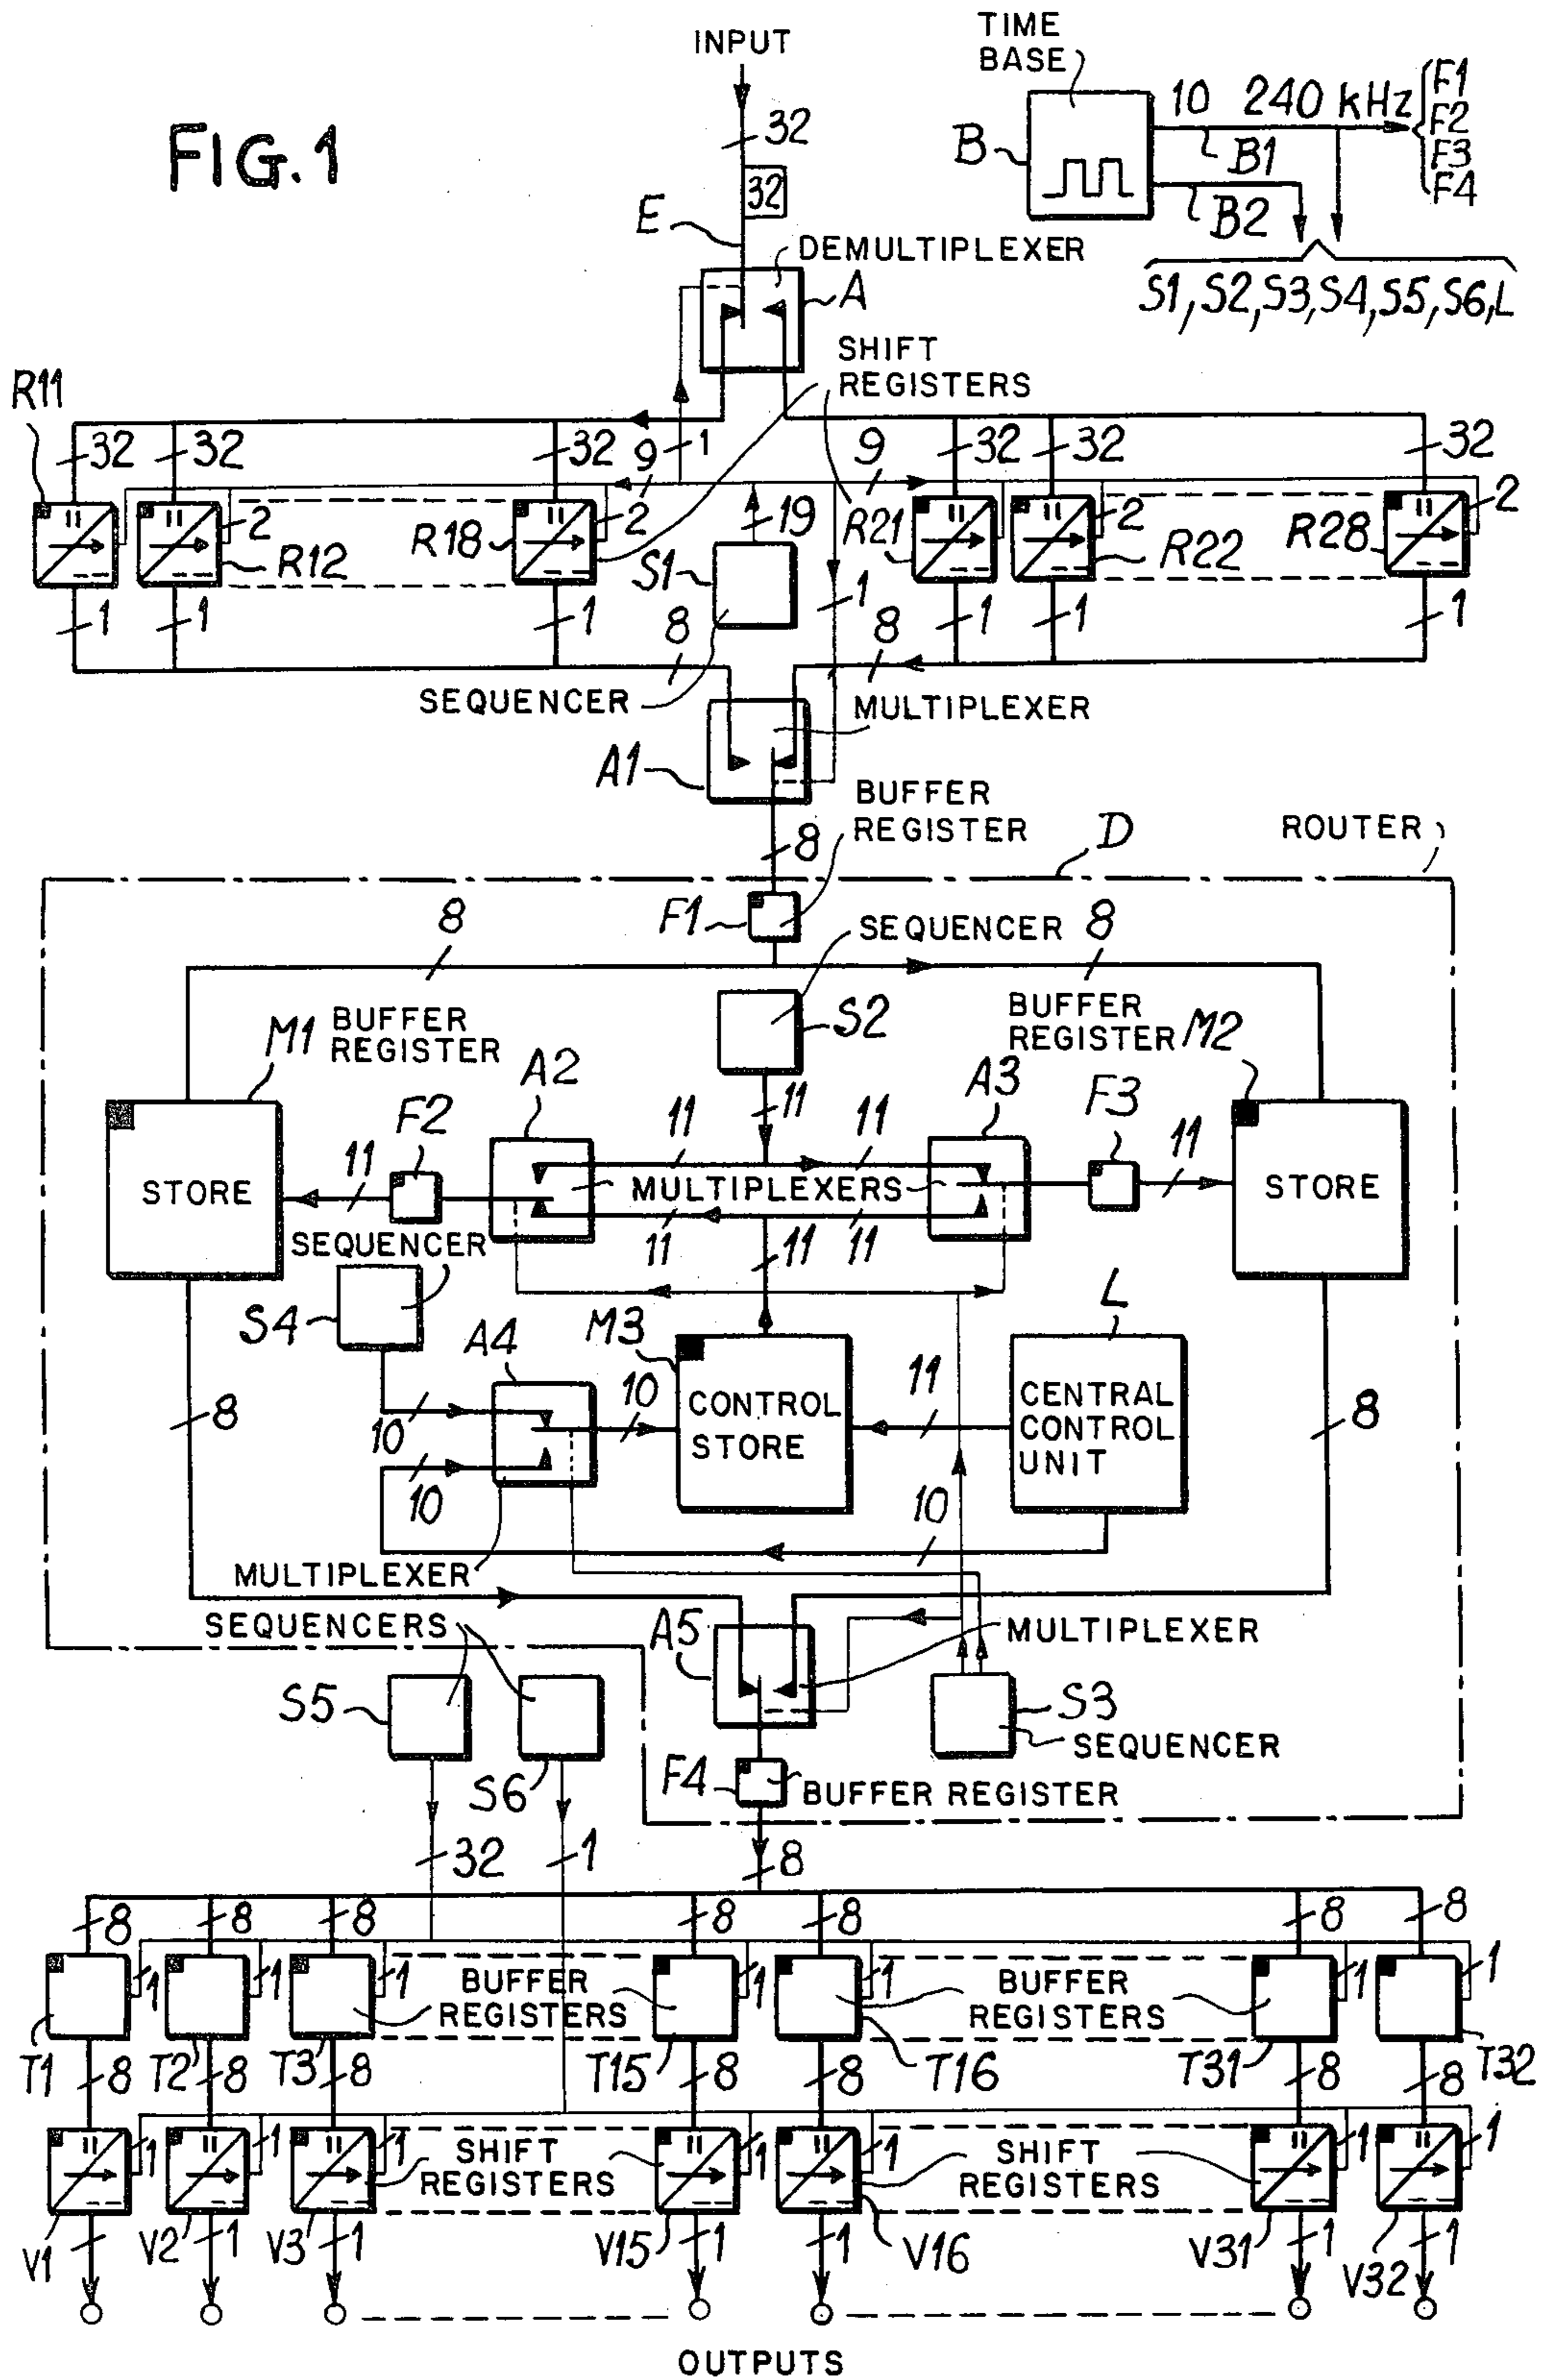 FIG.1
INPUT
32
32
E
DEMULTIPLEXER
A
TIME
BASE
B
10 240 kHz
B1
B2
F1
F2
F3
F4
S1, S2, S3, S4, S5, S6, L
SHIFT
REGISTERS
R11
32
32
32
9
1
9
32
32
32
2
2
19
2
2
R12
R18
S1
R21
R22
R28
1
1
1
8
1
8
1
1
1
SEQUENCER
MULTIPLEXER
A1
BUFFER
REGISTER
8
D
ROUTER
F1
8
SEQUENCER
8
M1
BUFFER
REGISTER
S2
BUFFER
REGISTER
M2
A2
A3
F2
F3
11
11
11
11
11
STORE
MULTIPLEXERS
STORE
11
11
11
SEQUENCER
S4
A4
M3
L
8
10
10
10
CONTROL
STORE
11
CENTRAL
CONTROL
UNIT
8
10
MULTIPLEXER
SEQUENCERS
A5
MULTIPLEXER
S5
S6
S3
SEQUENCER
F4
BUFFER REGISTER
32
1
8
8
8
8
8
8
8
8
1
1
1
1
1
1
1
BUFFER
REGISTERS
BUFFER
REGISTERS
T1
T2
T3
T15
T16
T31
T32
8
8
8
8
8
8
8
1
1
1
1
1
1
1
SHIFT
REGISTERS
SHIFT
REGISTERS
V1
V2
V3
V15
V16
V31
V32
1
1
1
1
1
1
OUTPUTS